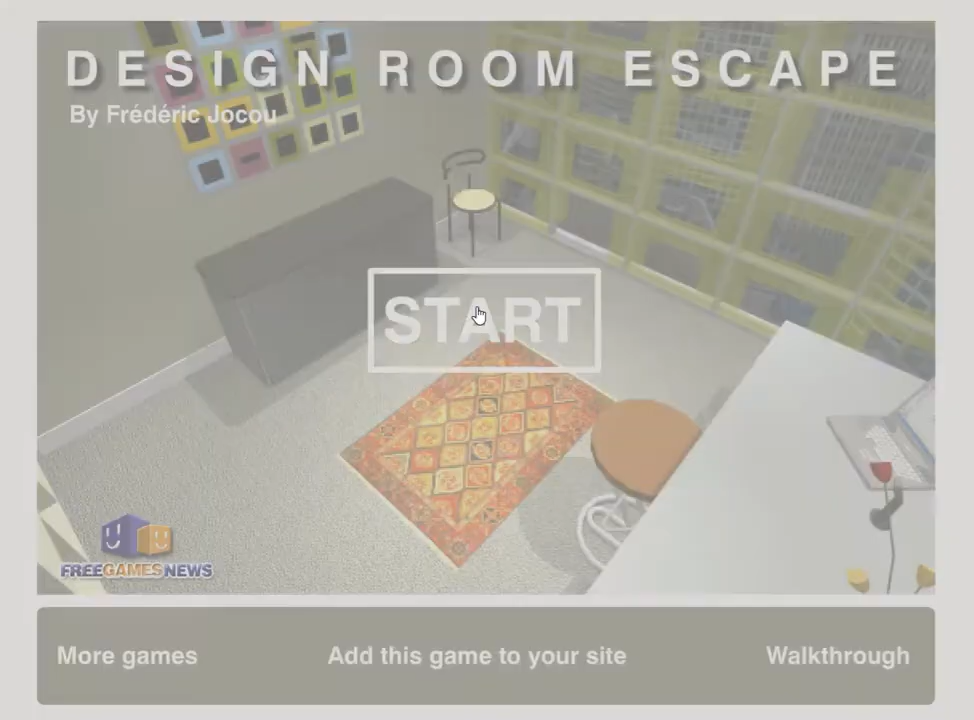 DESIGN ROOM ESCAPE
By Frédéric Jocou
START
FREEGAMESNEWS
More games
Add this game to your site
Walkthrough